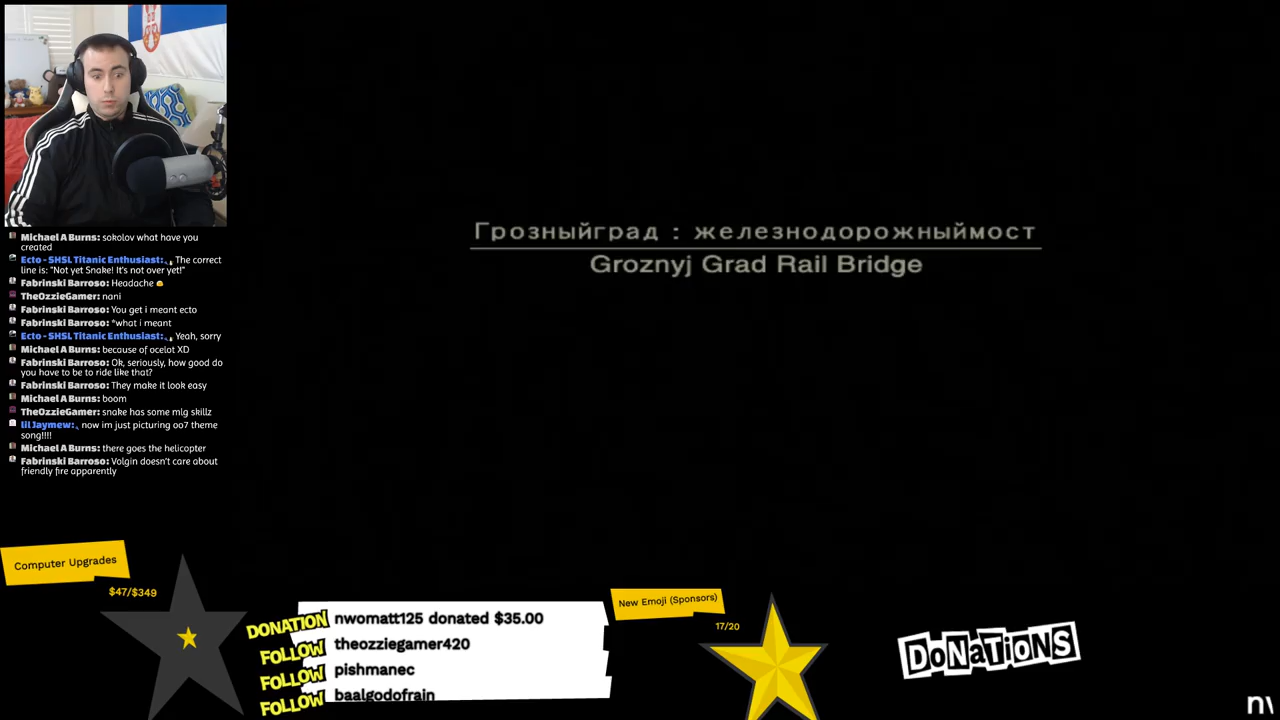 Грозныйград : железнодорожныймост
Groznyj Grad Rail Bridge
Michael A Burns: sokolov what have you
created
Ecto - SHSL Titanic Enthusiast: The correct
line is: "Not yet Snake! It's not over yet!"
Fabrinski Barroso: Headache
TheOzzieGamer: nani
Fabrinski Barroso: You get i meant ecto
Fabrinski Barroso: *what i meant
Ecto - SHSL Titanic Enthusiast: Yeah, sorry
Michael A Burns: because of ocelot XD
Fabrinski Barroso: Ok, seriously, how good do
you have to be to ride like that?
Fabrinski Barroso: They make it look easy
Michael A Burns: boom
TheOzzieGamer: snake has some mlg skillz
lil Jaymew: now im just picturing oo7 theme
song!!!!
Michael A Burns: there goes the helicopter
Fabrinski Barroso: Volgin doesn't care about
friendly fire apparently
Computer Upgrades
$47/$349
DONATION nwomatt125 donated $35.00
FOLLOW theozziegamer420
FOLLOW pishmanec
FOLLOW baalgodofrain
New Emoji (Sponsors)
17/20
DoNaTiONS